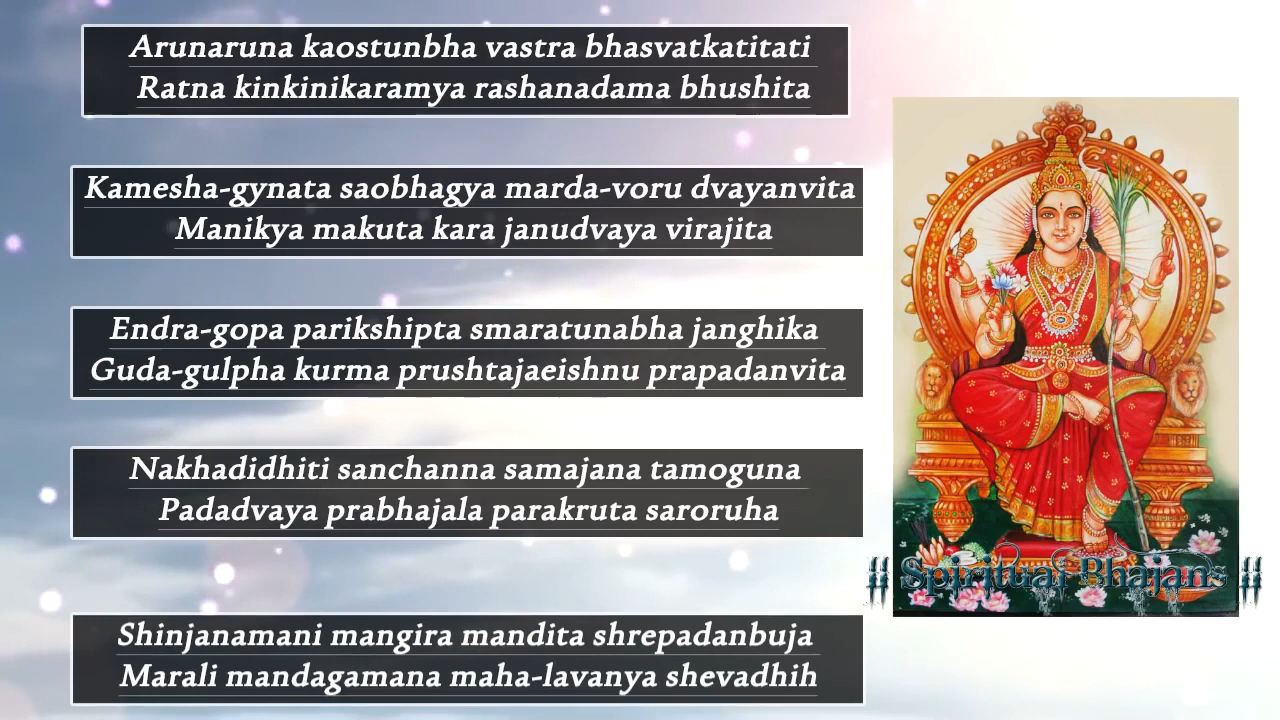 Arunaruna kaostunbha vastra bhasvatkatitati
Ratna kinkinikaramya rashanadama bhushita
Kamesha-gynata saobhagya marda-voru dvayanvita
Manikya makuta kara janudvaya virajita
Endra-gopa parikshipta smaratunabha janghika
Guda-gulpha kurma prushtajaeishnu prapadanvita
Nakhadidhiti sanchanna samajana tamoguna
Padadvaya prabhajala parakruta saroruha
Shinjanamani mangira mandita shrepadanbuja
Marali mandagamana maha-lavanya shevadhih
|| Spiritual Bhajans ||